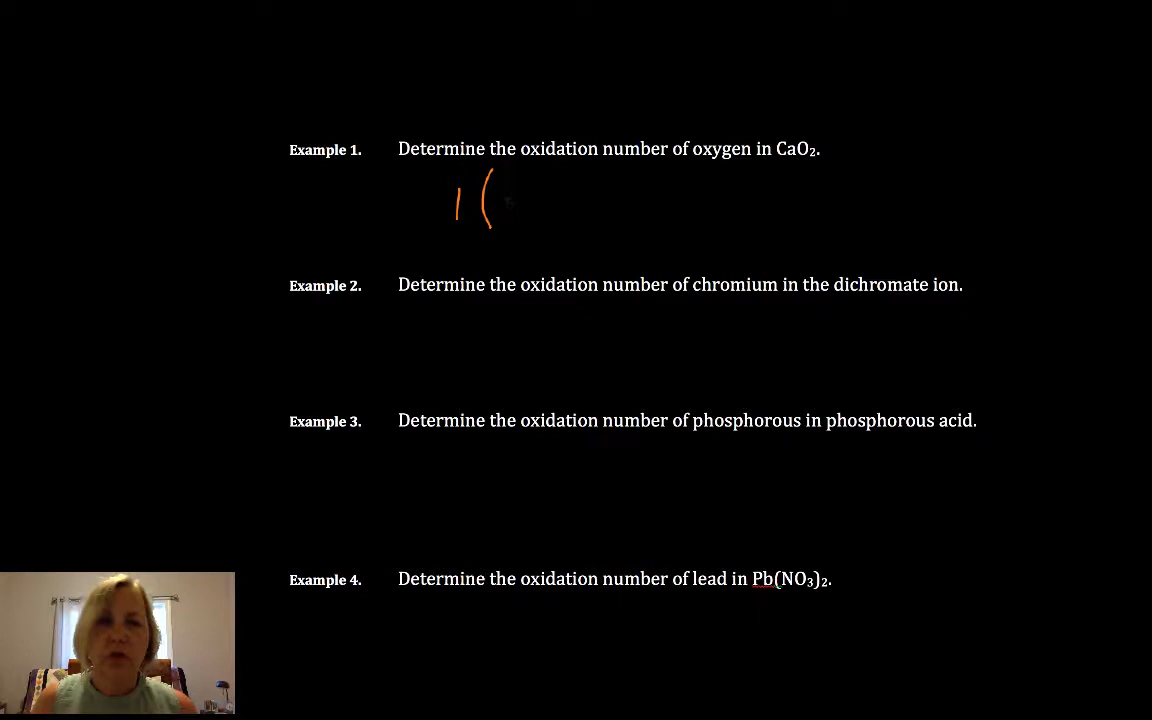 Example 1. Determine the oxidation number of oxygen in CaO₂.
1 (
Example 2. Determine the oxidation number of chromium in the dichromate ion.
Example 3. Determine the oxidation number of phosphorous in phosphorous acid.
Example 4. Determine the oxidation number of lead in Pb(NO₃)₂.